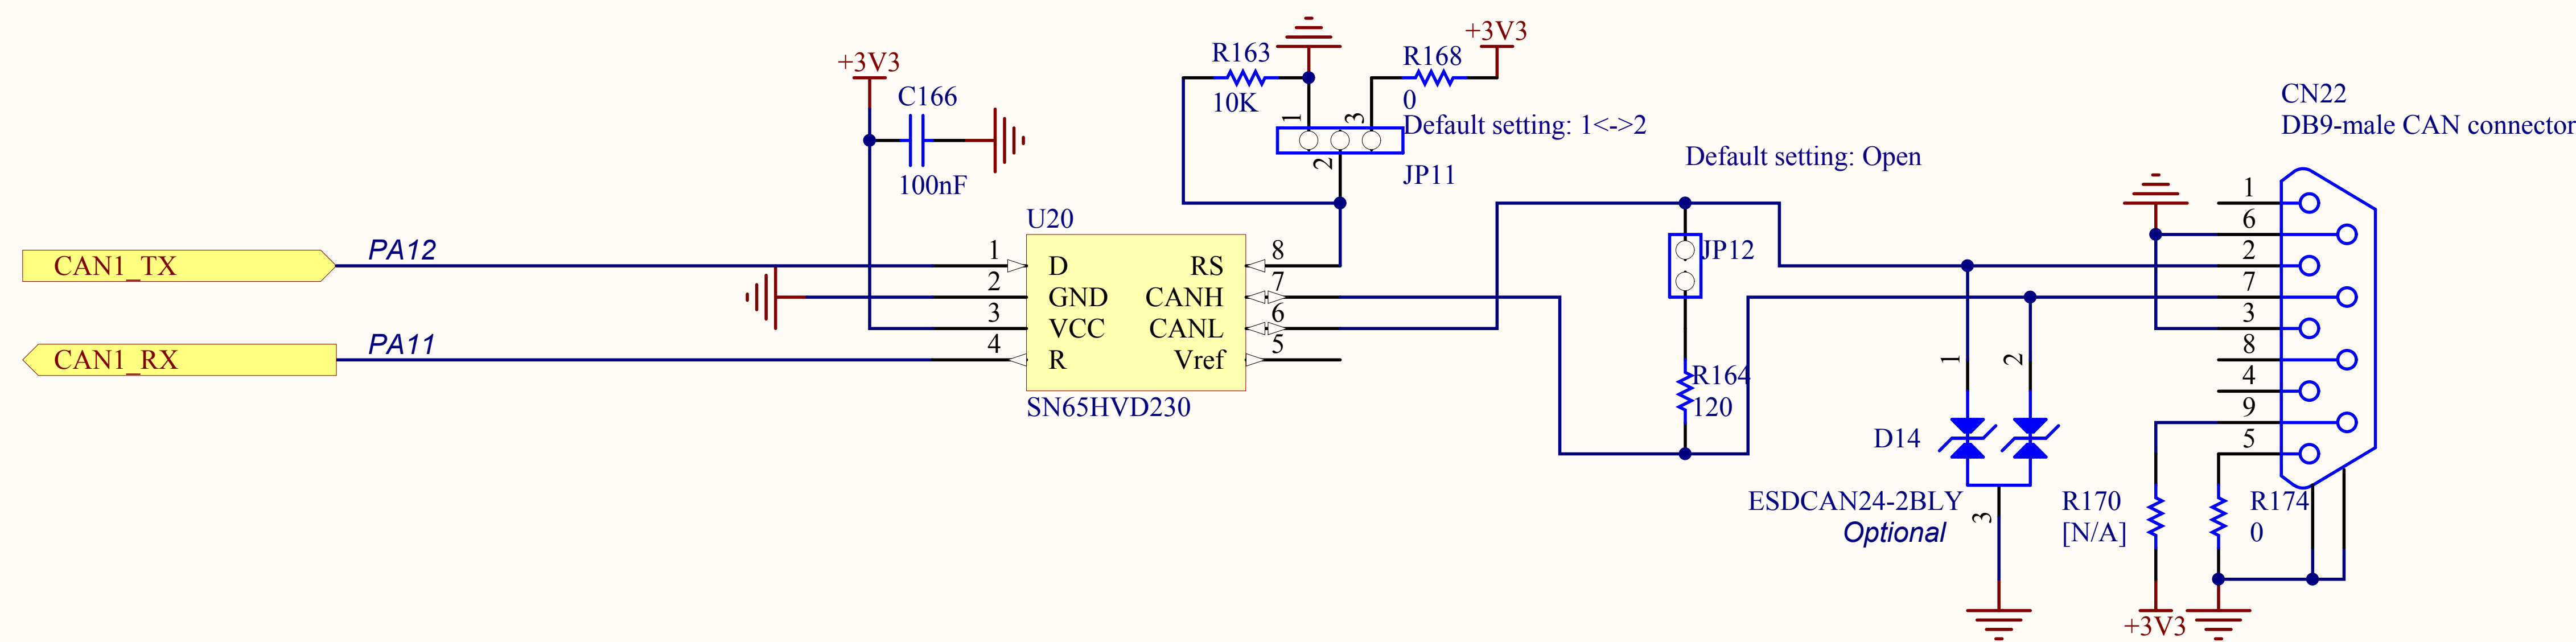 R163
+3V3
R168
+3V3
C166
10K
0
CN22
1
3
Default setting: 1<->2
DB9-male CAN connector
2
Default setting: Open
100nF
JP11
1
U20
6
PA12
1
8
JP12
2
CAN1_TX
D
RS
2
7
7
GND
CANH
3
6
3
VCC
CANL
PA11
4
5
8
CAN1_RX
R
Vref
1
2
R164
4
SN65HVD230
120
9
D14
5
ESDCAN24-2BLY
R170
R174
3
Optional
[N/A]
0
+3V3